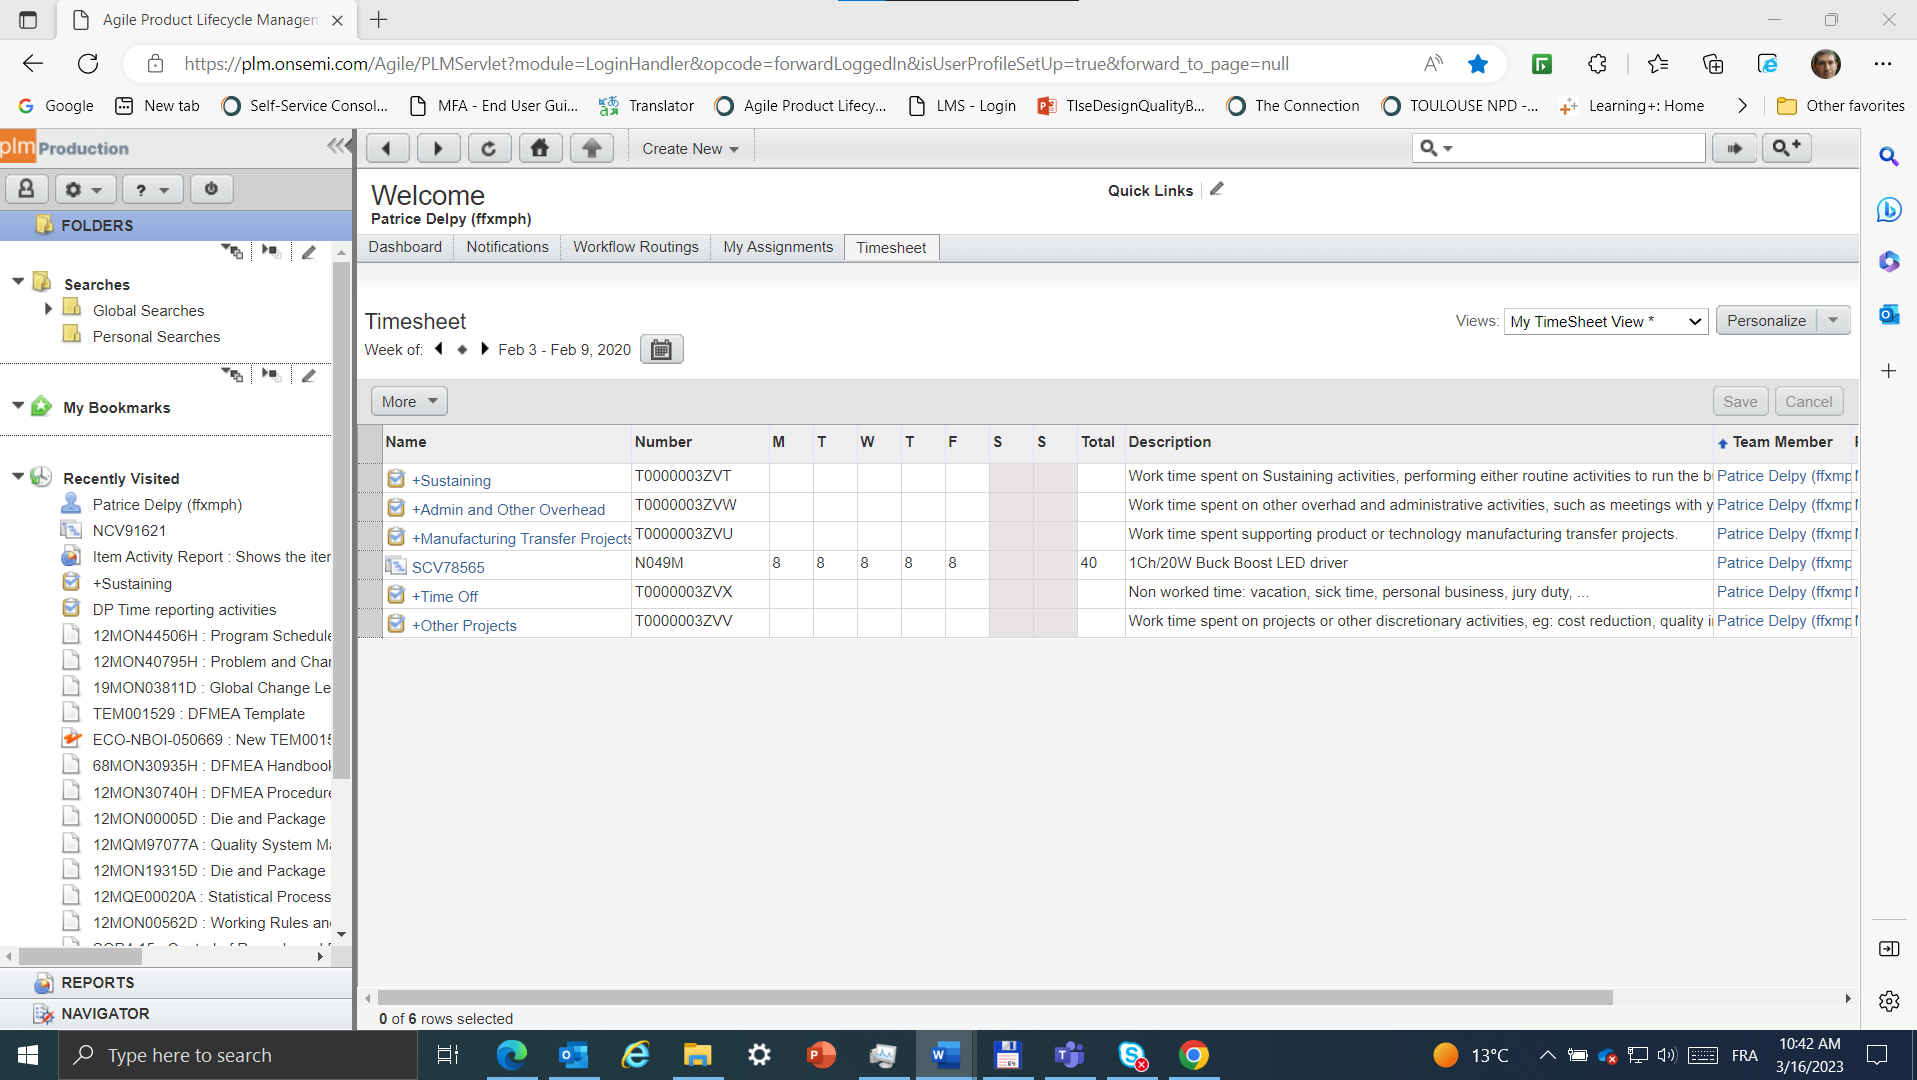 Agile Product Lifecycle Managem
https://plm.onsemi.com/Agile/PLMServlet?module=LoginHandler&opcode=forwardLoggedIn&isUserProfileSetUp=true&forward_to_page=null
Google
New tab
Self-Service Consol...
MFA - End User Gui...
Translator
Agile Product Lifecy...
LMS - Login
TlseDesignQualityB...
The Connection
TOULOUSE NPD -...
Learning+: Home
Other favorites
plm Production
Create New
FOLDERS
Searches
Global Searches
Personal Searches
My Bookmarks
Recently Visited
Patrice Delpy (ffxmph)
NCV91621
Item Activity Report : Shows the iter
+Sustaining
DP Time reporting activities
12MON44506H : Program Schedule
12MON40795H : Problem and Char
19MON03811D : Global Change Le
TEM001529 : DFMEA Template
ECO-NBOI-050669 : New TEM0015
68MON30935H : DFMEA Handbook
12MON30740H : DFMEA Procedure
12MON00005D : Die and Package
12MQM97077A : Quality System Ma
12MON19315D : Die and Package
12MQE00020A : Statistical Process
12MON00562D : Working Rules and
REPORTS
NAVIGATOR
Welcome
Patrice Delpy (ffxmph)
Quick Links
Dashboard Notifications Workflow Routings My Assignments Timesheet
Timesheet
Views: My TimeSheet View * Personalize
Week of: Feb 3 - Feb 9, 2020
More Save Cancel
Name Number M T W T F S S Total Description Team Member
+Sustaining T0000003ZVT Work time spent on Sustaining activities, performing either routine activities to run the bu Patrice Delpy (ffxmp
+Admin and Other Overhead T0000003ZVW Work time spent on other overhad and administrative activities, such as meetings with y Patrice Delpy (ffxmp
+Manufacturing Transfer Projects T0000003ZVU Work time spent supporting product or technology manufacturing transfer projects. Patrice Delpy (ffxmp
SCV78565 N049M 8 8 8 8 8 40 1Ch/20W Buck Boost LED driver Patrice Delpy (ffxmp
+Time Off T0000003ZVX Non worked time: vacation, sick time, personal business, jury duty, ... Patrice Delpy (ffxmp
+Other Projects T0000003ZVV Work time spent on projects or other discretionary activities, eg: cost reduction, quality i Patrice Delpy (ffxmp
0 of 6 rows selected
Type here to search
13°C
FRA
10:42 AM
3/16/2023